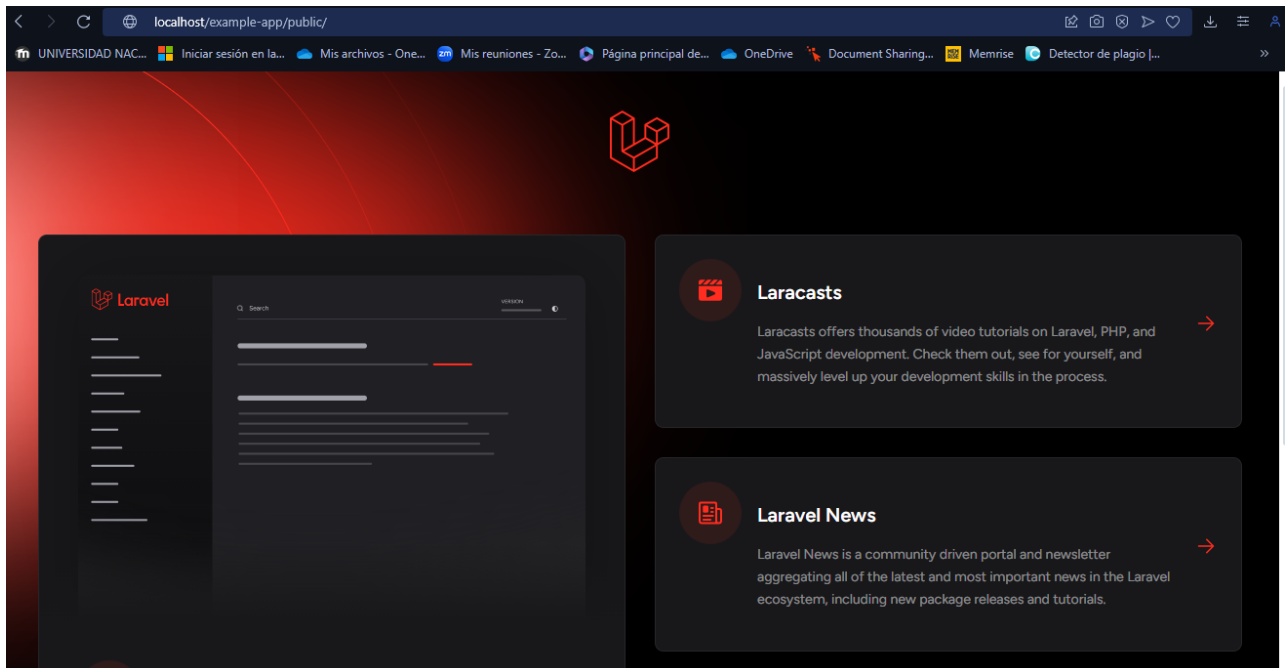 localhost/example-app/public/
UNIVERSIDAD NAC... Iniciar sesión en la... Mis archivos - One... zm Mis reuniones - Zo... Página principal de... OneDrive Document Sharing... Memrise Detector de plagio |...
Laravel
Search
VERSION
Laracasts
Laracasts offers thousands of video tutorials on Laravel, PHP, and
JavaScript development. Check them out, see for yourself, and
massively level up your development skills in the process.
Laravel News
Laravel News is a community driven portal and newsletter
aggregating all of the latest and most important news in the Laravel
ecosystem, including new package releases and tutorials.